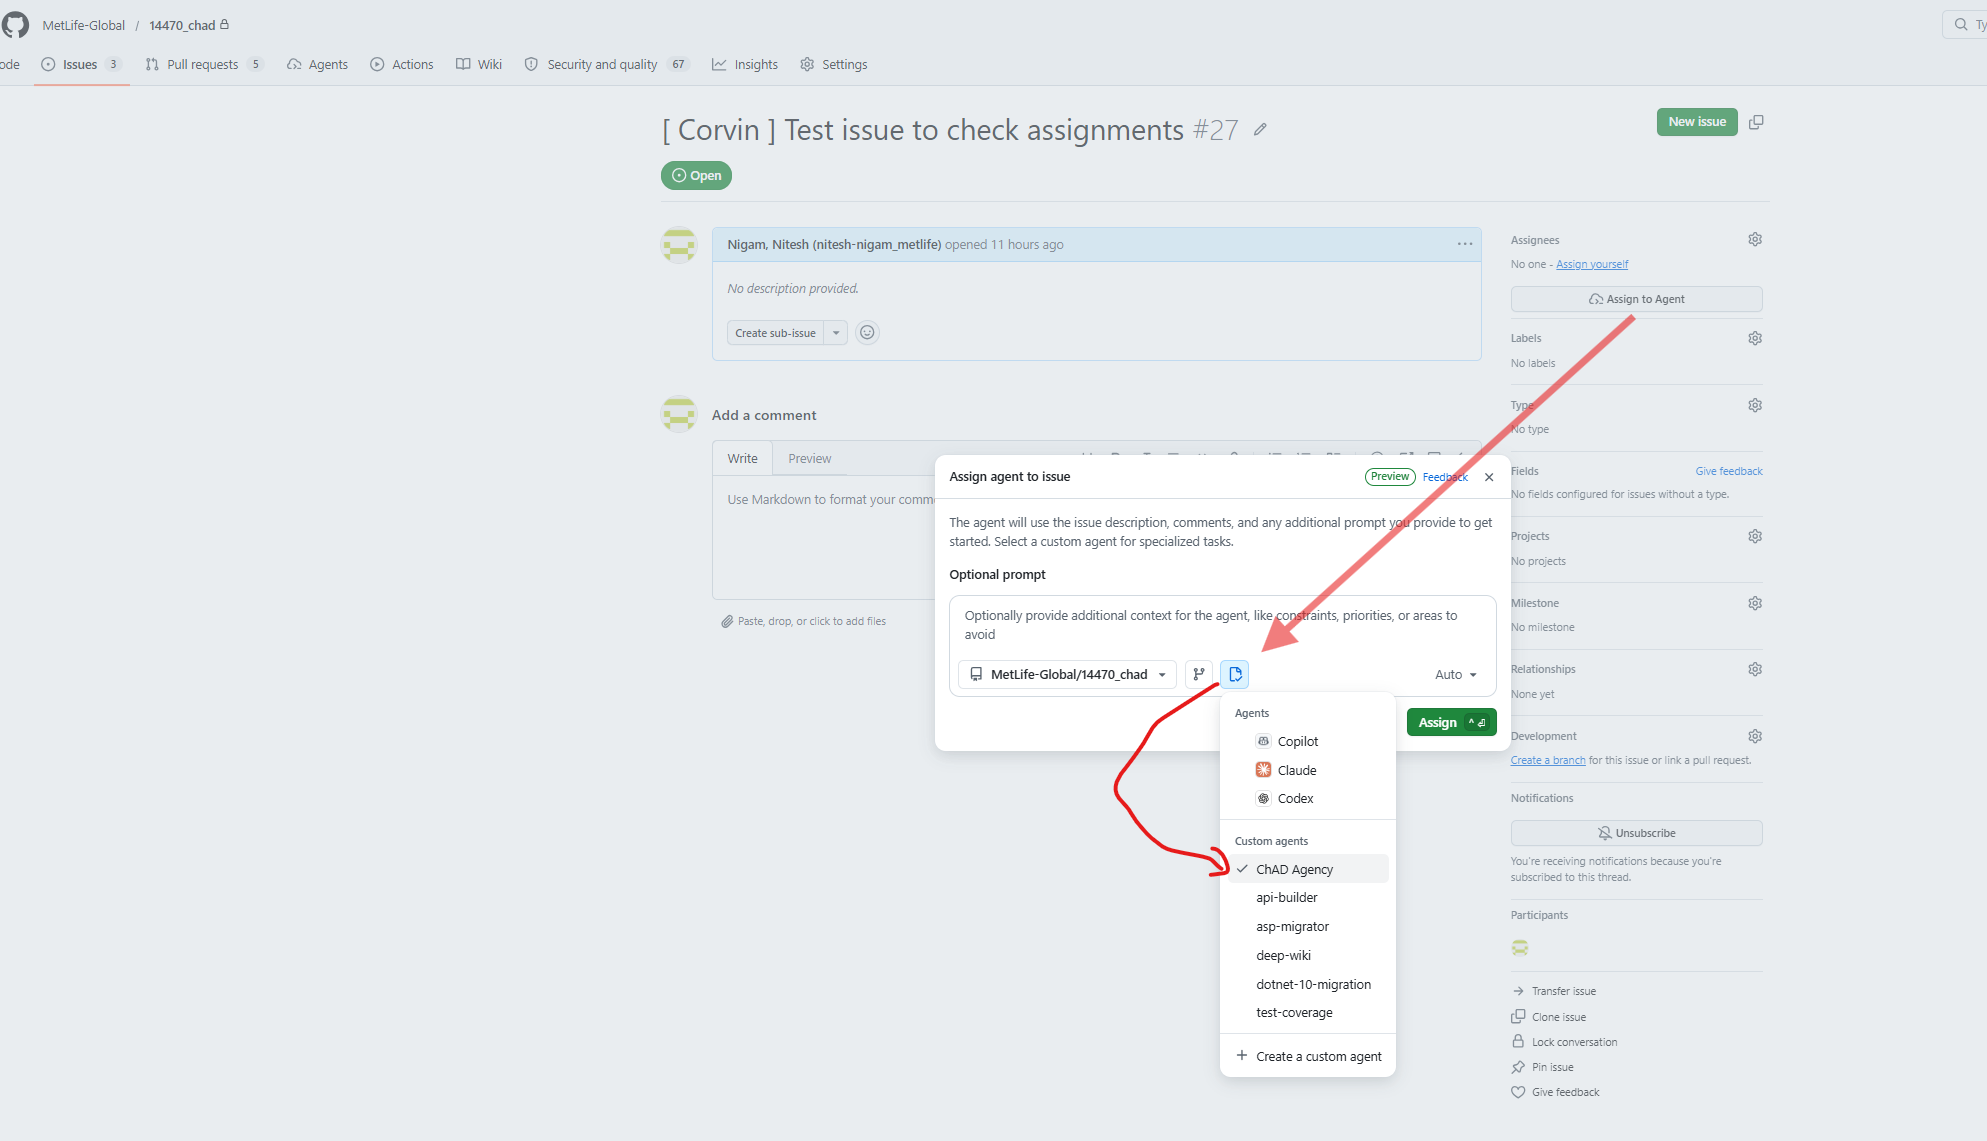 MetLife-Global / 14470_chad
Ty
ode
Issues 3
Pull requests 5
Agents
Actions
Wiki
Security and quality 67
Insights
Settings
[ Corvin ] Test issue to check assignments #27
New issue
Open
Nigam, Nitesh (nitesh-nigam_metlife) opened 11 hours ago
No description provided.
Create sub-issue
Add a comment
Write
Preview
Use Markdown to format your comm
Paste, drop, or click to add files
Assign agent to issue
Preview
Feedback
The agent will use the issue description, comments, and any additional prompt you provide to get
started. Select a custom agent for specialized tasks.
Optional prompt
Optionally provide additional context for the agent, like constraints, priorities, or areas to
avoid
MetLife-Global/14470_chad
Auto
Assign
Agents
Copilot
Claude
Codex
Custom agents
ChAD Agency
api-builder
asp-migrator
deep-wiki
dotnet-10-migration
test-coverage
Create a custom agent
Assignees
No one - Assign yourself
Assign to Agent
Labels
No labels
Type
No type
Fields
Give feedback
No fields configured for issues without a type.
Projects
No projects
Milestone
No milestone
Relationships
None yet
Development
Create a branch for this issue or link a pull request.
Notifications
Unsubscribe
You're receiving notifications because you're
subscribed to this thread.
Participants
Transfer issue
Clone issue
Lock conversation
Pin issue
Give feedback